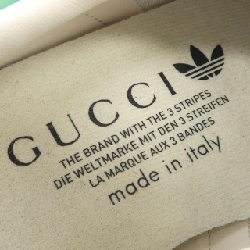 GUCCI
THE BRAND WITH THE 3 STRIPES
DIE WELTMARKE MIT DEN 3 STREIFEN
LA MARQUE AUX 3 BANDES
made in italy